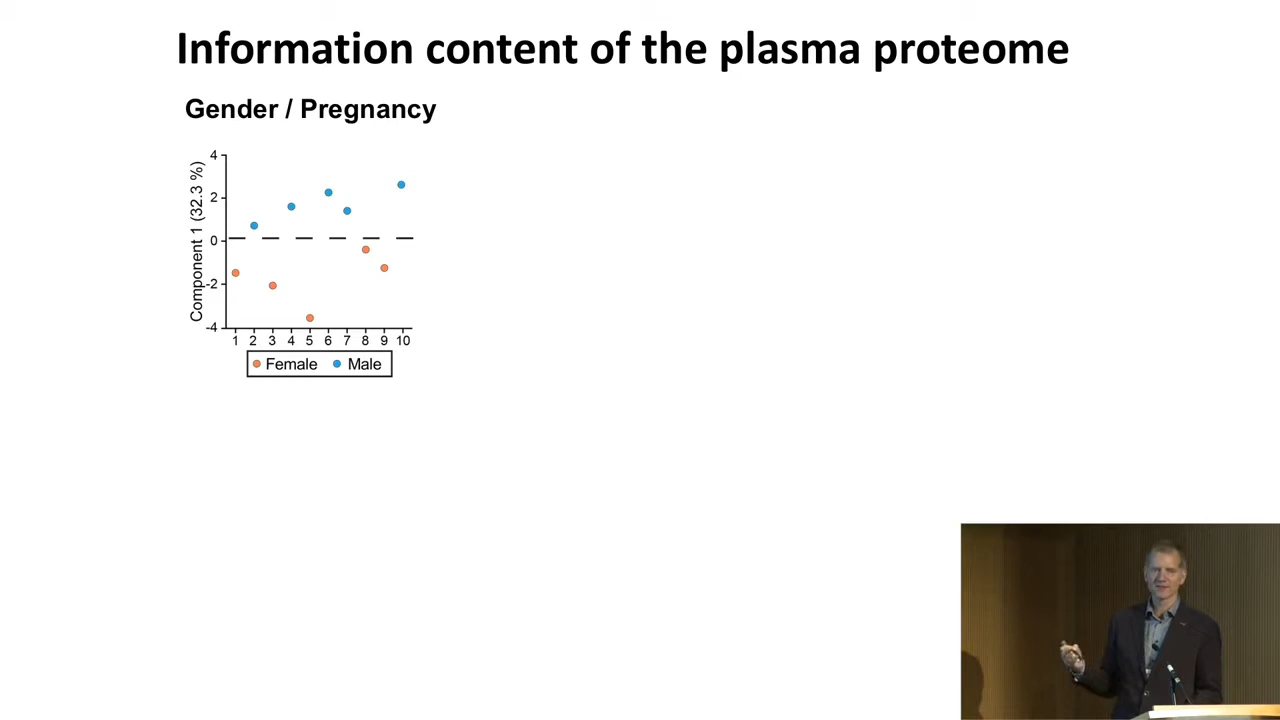 Information content of the plasma proteome
Gender / Pregnancy
Component 1 (32.3 %)
4
2
0
-2
-4
1 2 3 4 5 6 7 8 9 10
Female Male